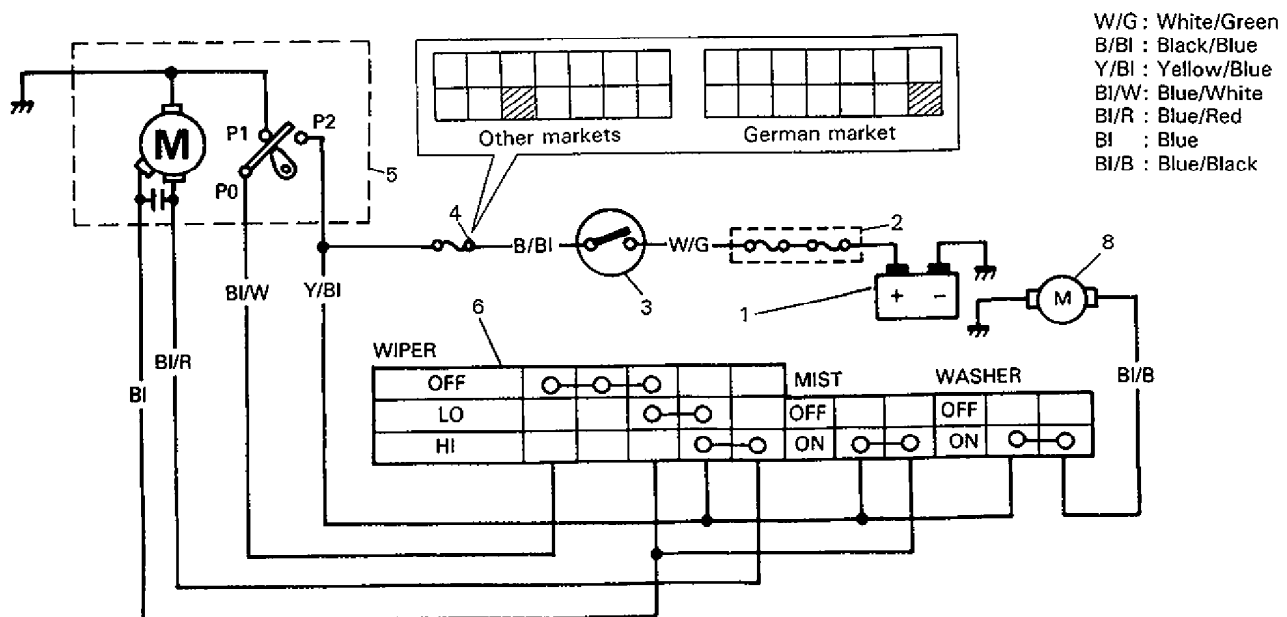 W/G : White/Green
B/Bl : Black/Blue
Y/Bl : Yellow/Blue
Bl/W : Blue/White
Bl/R : Blue/Red
Bl : Blue
Bl/B : Blue/Black
Other markets
German market
M
P1
P2
P0
5
4
B/Bl
3
W/G
2
1
+
−
8
M
Bl/W
Y/Bl
Bl/R
Bl
Bl/B
6
WIPER
OFF
LO
HI
MIST
OFF
ON
WASHER
OFF
ON